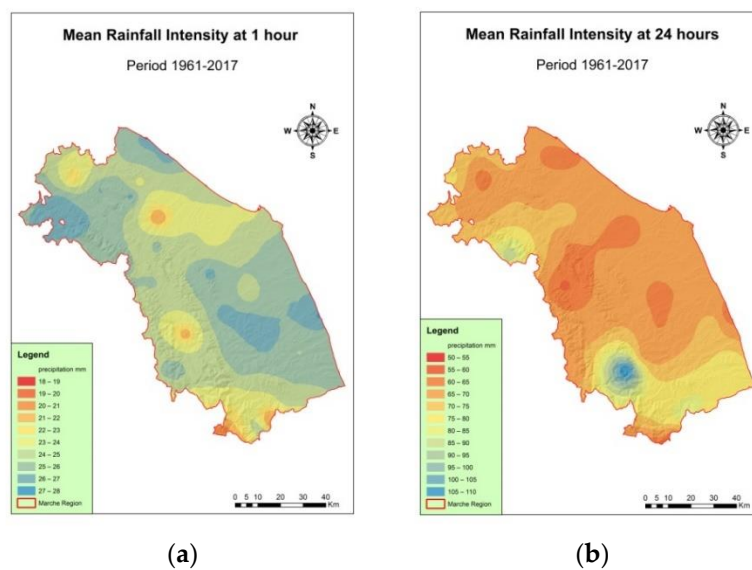 Mean Rainfall Intensity at 1 hour
Period 1961-2017
N
W E
S
Legend
precipitation mm
18 – 19
19 – 20
20 – 21
21 – 22
22 – 23
23 – 24
24 – 25
25 – 26
26 – 27
27 – 28
Marche Region
0 5 10 20 30 40
Km
(a)
Mean Rainfall Intensity at 24 hours
Period 1961-2017
N
W E
S
Legend
precipitation mm
50 – 55
55 – 60
60 – 65
65 – 70
70 – 75
75 – 80
80 – 85
85 – 90
90 – 95
95 – 100
100 – 105
105 – 110
Marche Region
0 5 10 20 30 40
Km
(b)